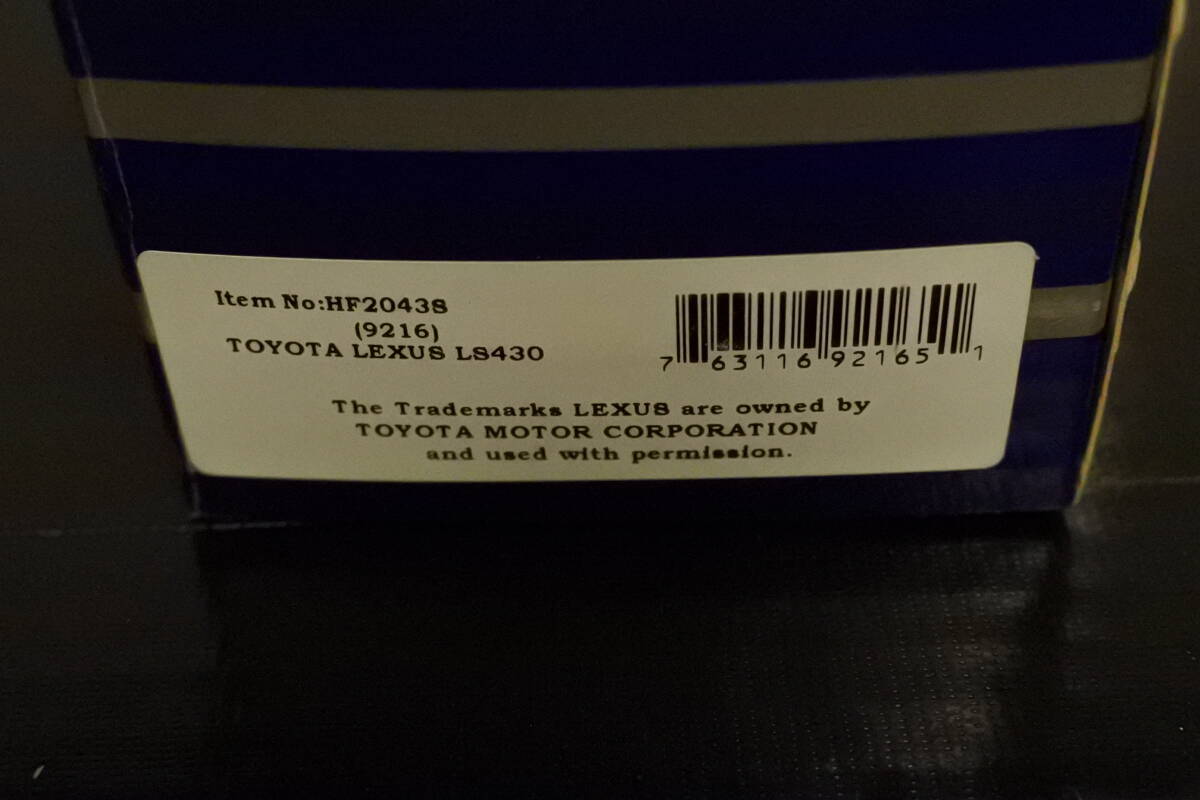 Item No:HF2043S
(9216)
TOYOTA LEXUS LS430
7 63116 92165 1
The Trademarks LEXUS are owned by
TOYOTA MOTOR CORPORATION
and used with permission.